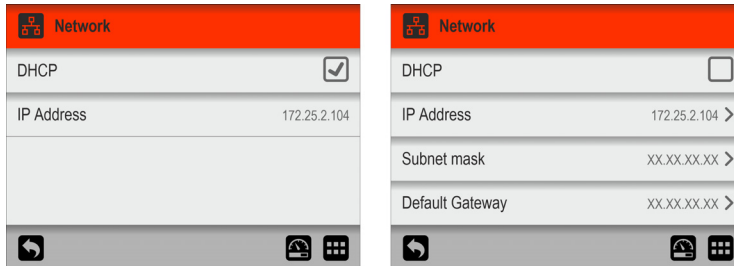 Network
DHCP
IP Address 172.25.2.104
Network
DHCP
IP Address 172.25.2.104
Subnet mask XX.XX.XX.XX
Default Gateway XX.XX.XX.XX